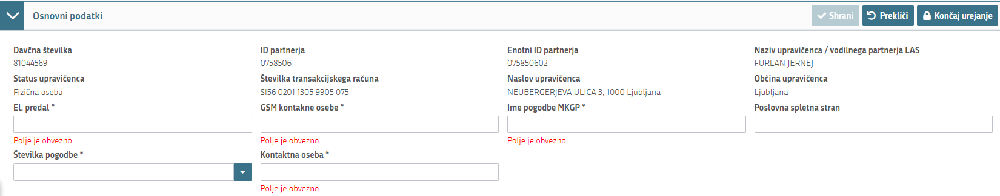 Osnovni podatki
Shrani
Prekliči
Končaj urejanje
Davčna številka
ID partnerja
Enotni ID partnerja
Naziv upravičenca / vodilnega partnerja LAS
81044569
0758506
075850602
FURLAN JERNEJ
Status upravičenca
Številka transakcijskega računa
Naslov upravičenca
Občina upravičenca
Fizična oseba
SI56 0201 1305 9905 075
NEUBERGERJEVA ULICA 3, 1000 Ljubljana
Ljubljana
El. predal *
GSM kontakne osebe *
Ime pogodbe MKGP *
Poslovna spletna stran
Polje je obvezno
Polje je obvezno
Polje je obvezno
Številka pogodbe *
Kontaktna oseba *
Polje je obvezno